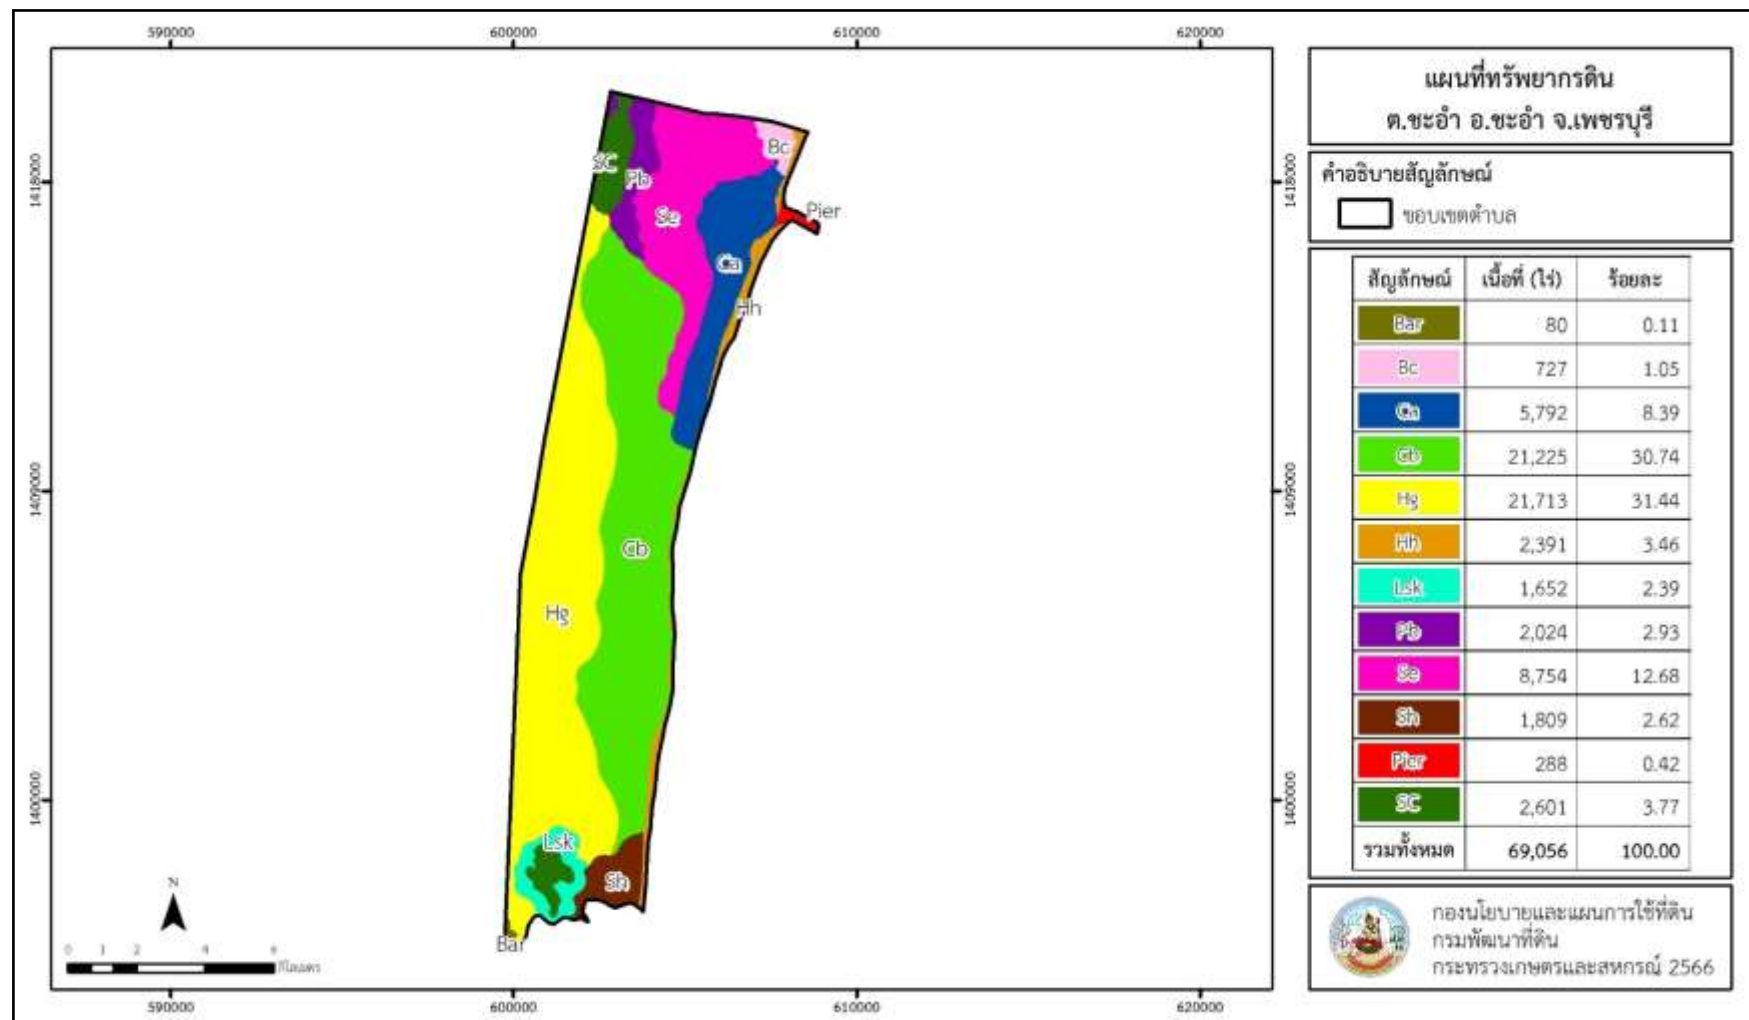 590000 600000 610000 620000
แผนที่ทรัพยากรดิน
ต.ชะอำ อ.ชะอำ จ.เพชรบุรี
คำอธิบายสัญลักษณ์
ขอบเขตตำบล
สัญลักษณ์ เนื้อที่ (ไร่) ร้อยละ
Bar 80 0.11
Bc 727 1.05
Ca 5,792 8.39
Cb 21,225 30.74
Hg 21,713 31.44
Hh 2,391 3.46
Lsk 1,652 2.39
Pb 2,024 2.93
Se 8,754 12.68
Sh 1,809 2.62
Pier 288 0.42
SC 2,601 3.77
รวมทั้งหมด 69,056 100.00
กองนโยบายและแผนการใช้ที่ดิน
กรมพัฒนาที่ดิน
กระทรวงเกษตรและสหกรณ์ 2566
Bc
SC
Pb
1418000 1418000
Se
Pier
Ca
Hh
1409000 1409000
Cb
Hg
1400000 1400000
Lsk
Sh
Bar
N
0 1 2 4 6
กิโลเมตร
590000 600000 610000 620000